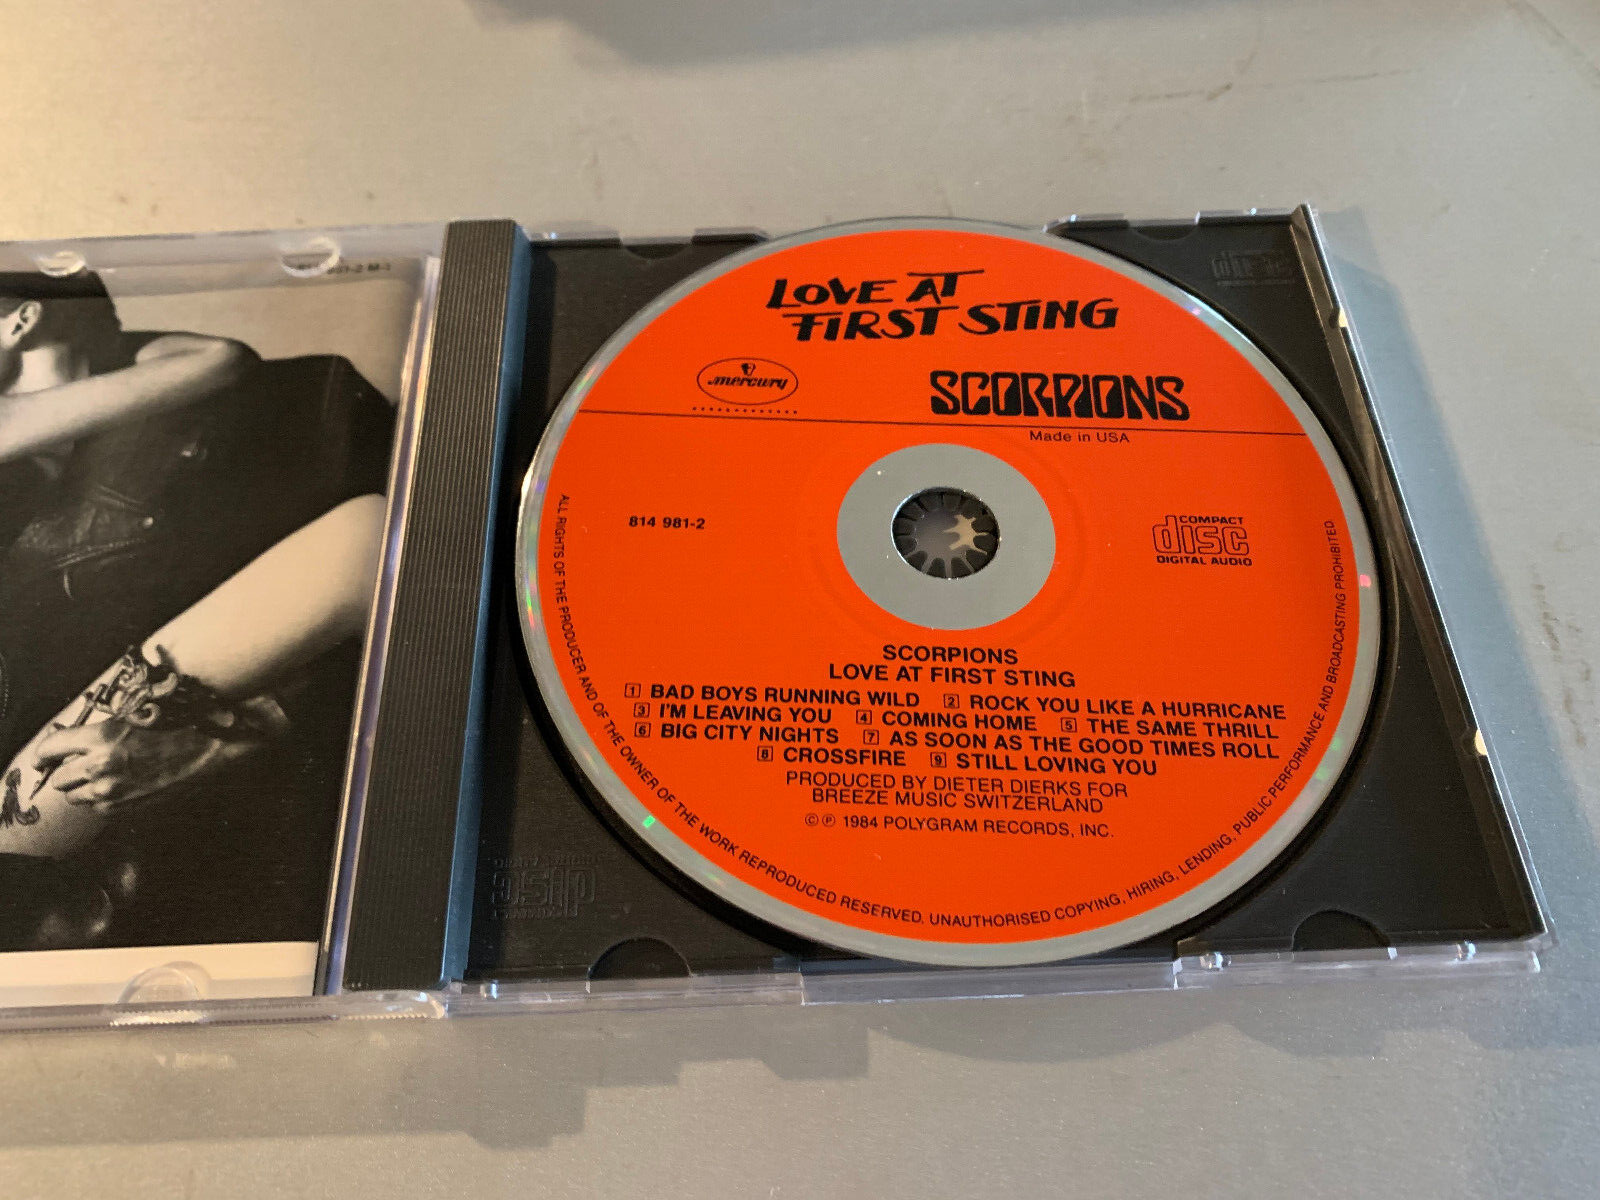 LOVE AT
FIRST STING
mercury
SCORPIONS
Made in USA
814 981-2
COMPACT
disc
DIGITAL AUDIO
SCORPIONS
LOVE AT FIRST STING
1 BAD BOYS RUNNING WILD 2 ROCK YOU LIKE A HURRICANE
3 I'M LEAVING YOU 4 COMING HOME 5 THE SAME THRILL
6 BIG CITY NIGHTS 7 AS SOON AS THE GOOD TIMES ROLL
8 CROSSFIRE 9 STILL LOVING YOU
PRODUCED BY DIETER DIERKS FOR
BREEZE MUSIC SWITZERLAND
© ℗ 1984 POLYGRAM RECORDS, INC.
ALL RIGHTS OF THE PRODUCER AND OF THE OWNER OF THE WORK REPRODUCED RESERVED. UNAUTHORISED COPYING, HIRING, LENDING, PUBLIC PERFORMANCE AND BROADCASTING PROHIBITED